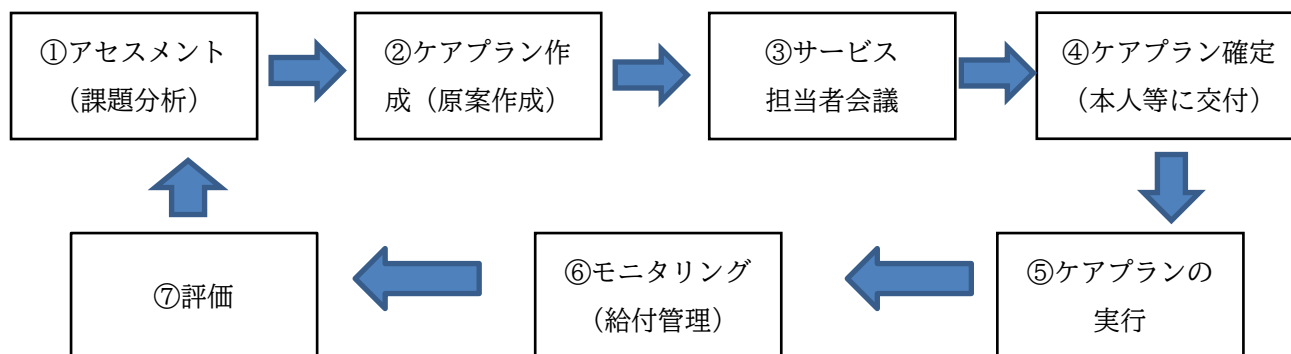 ①アセスメント
（課題分析）
②ケアプラン作
成（原案作成）
③サービス
担当者会議
④ケアプラン確定
（本人等に交付）
⑤ケアプランの
実行
⑥モニタリング
（給付管理）
⑦評価